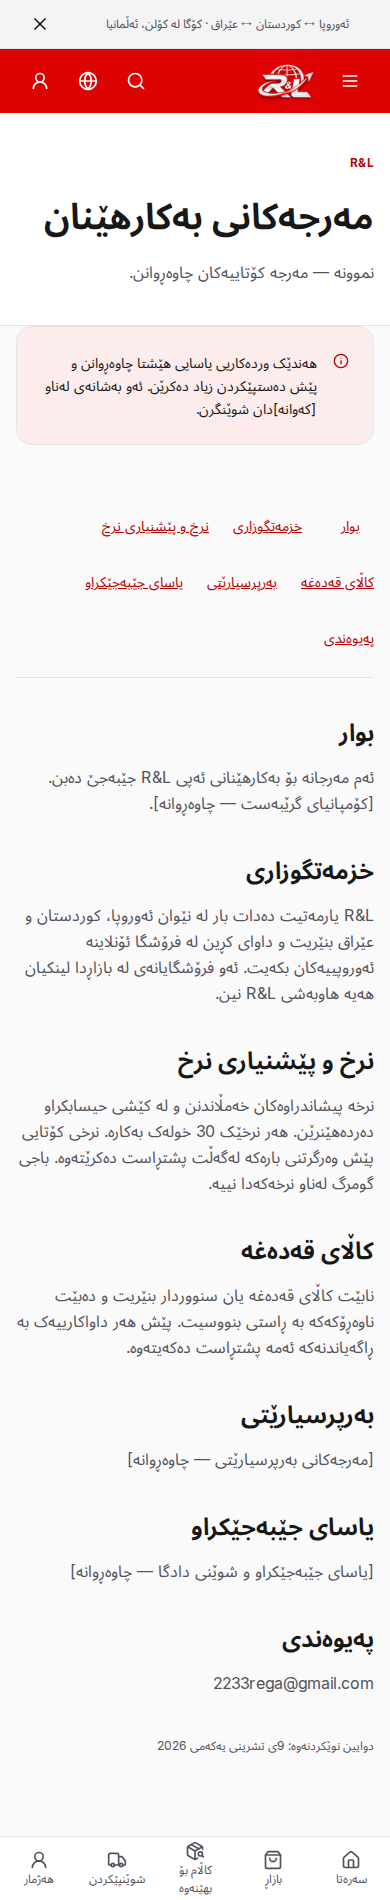 ئەوروپا ↔ کوردستان ↔ عێراق · کۆگا لە کۆلن، ئەڵمانیا
R&L
R&L
مەرجەکانی بەکارهێنان
نموونە — مەرجە کۆتاییەکان چاوەڕوانن.
هەندێک وردەکاریی یاسایی هێشتا چاوەڕوانن و
پێش دەستپێکردن زیاد دەکرێن. ئەو بەشانەی لەناو
[کەوانە]دان شوێنگرن.
بوار خزمەتگوزاری نرخ و پێشنیاری نرخ
کاڵای قەدەغە بەرپرسیارێتی یاسای جێبەجێکراو
پەیوەندی
بوار
ئەم مەرجانە بۆ بەکارهێنانی ئەپی R&L جێبەجێ دەبن.
[کۆمپانیای گرێبەست — چاوەڕوانە].
خزمەتگوزاری
R&L یارمەتیت دەدات بار لە نێوان ئەوروپا، کوردستان و
عێراق بنێریت و داوای کڕین لە فرۆشگا ئۆنلاینە
ئەوروپییەکان بکەیت. ئەو فرۆشگایانەی لە بازاڕدا لینکیان
هەیە هاوبەشی R&L نین.
نرخ و پێشنیاری نرخ
نرخە پیشاندراوەکان خەمڵاندنن و لە کێشی حیسابکراو
دەردەهێنرێن. هەر نرخێک 30 خولەک بەکارە. نرخی کۆتایی
پێش وەرگرتنی بارەکە لەگەڵت پشتڕاست دەکرێتەوە. باجی
گومرگ لەناو نرخەکەدا نییە.
کاڵای قەدەغە
نابێت کاڵای قەدەغە یان سنووردار بنێریت و دەبێت
ناوەڕۆکەکە بە ڕاستی بنووسیت. پێش هەر داواکارییەک بە
ڕاگەیاندنەکە ئەمە پشتڕاست دەکەیتەوە.
بەرپرسیارێتی
[مەرجەکانی بەرپرسیارێتی — چاوەڕوانە]
یاسای جێبەجێکراو
[یاسای جێبەجێکراو و شوێنی دادگا — چاوەڕوانە]
پەیوەندی
2233rega@gmail.com
دوایین نوێکردنەوە: 9ی تشرینی یەکەمی 2026
سەرەتا بازاڕ کاڵام بۆ بهێنەوە شوێنپێکردن هەژمار